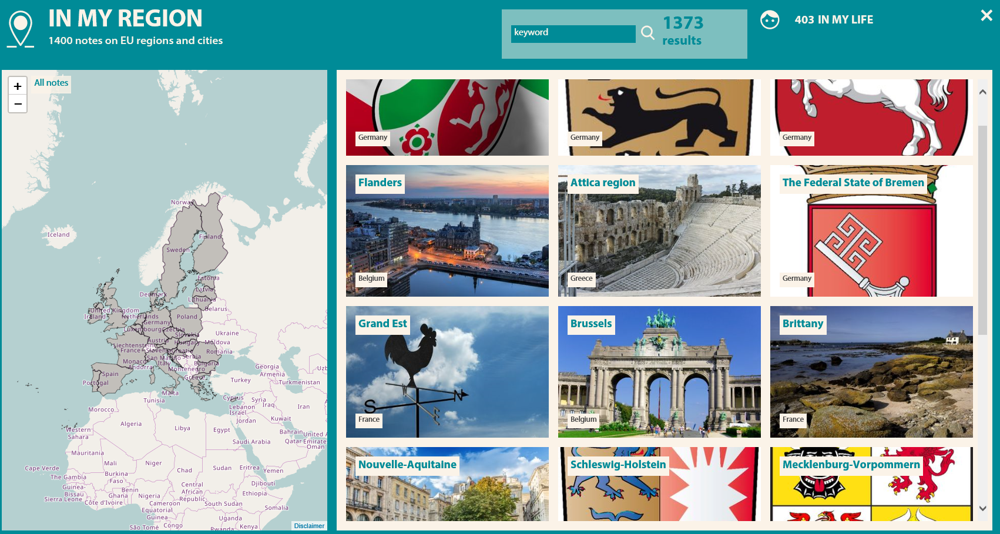 IN MY REGION
1400 notes on EU regions and cities
keyword
1373
results
403 IN MY LIFE
+
−
All notes
Norway
Iceland
Finland
Sweden
Estonia
Latvia
Denmark
Lithuania
Belarus
United Kingdom
Ireland
Netherlands
Poland
Germany
Luxembourg
Czechia
Slovakia
Ukraine
Austria
Hungary
Moldova
Liechtenstein
France
Slovenia
Croatia
Romania
San Marino
Serbia
Monaco
Italy
Bulgaria
Andorra
Montenegro
Georgia
Uzb
Spain
Greece
Armenia
Portugal
Turkey
Turkmenistan
Malta
Tunisia
Cyprus
Syria
Lebanon
Iraq
Iran
Morocco
Israel
Jordan
Kuwait
Algeria
Libya
Egypt
Western
Sahara
Bahrain
United A
Saudi Arabia
Qatar
Emirates
Oman
Mauritania
Mali
Niger
Cape Verde
Chad
Sudan
Eritrea
Yemen
The Gambia
Burkina
Faso
Guinea-
Bissau
Benin
Central
African
Republic
Djibouti
Ghana
Nigeria
Ethiopia
Sierra Leone
Côte d'Ivoire
Cameroon
South Sudan
Somalia
Equatorial
Guinea
Uganda
São Tomé
Congo
Rwanda
Kenya
Disclaimer
Germany
Germany
Germany
Flanders
Belgium
Attica region
Greece
The Federal State of Bremen
Germany
Grand Est
S
N
France
Brussels
Belgium
Brittany
France
Nouvelle-Aquitaine
Schleswig-Holstein
Mecklenburg-Vorpommern